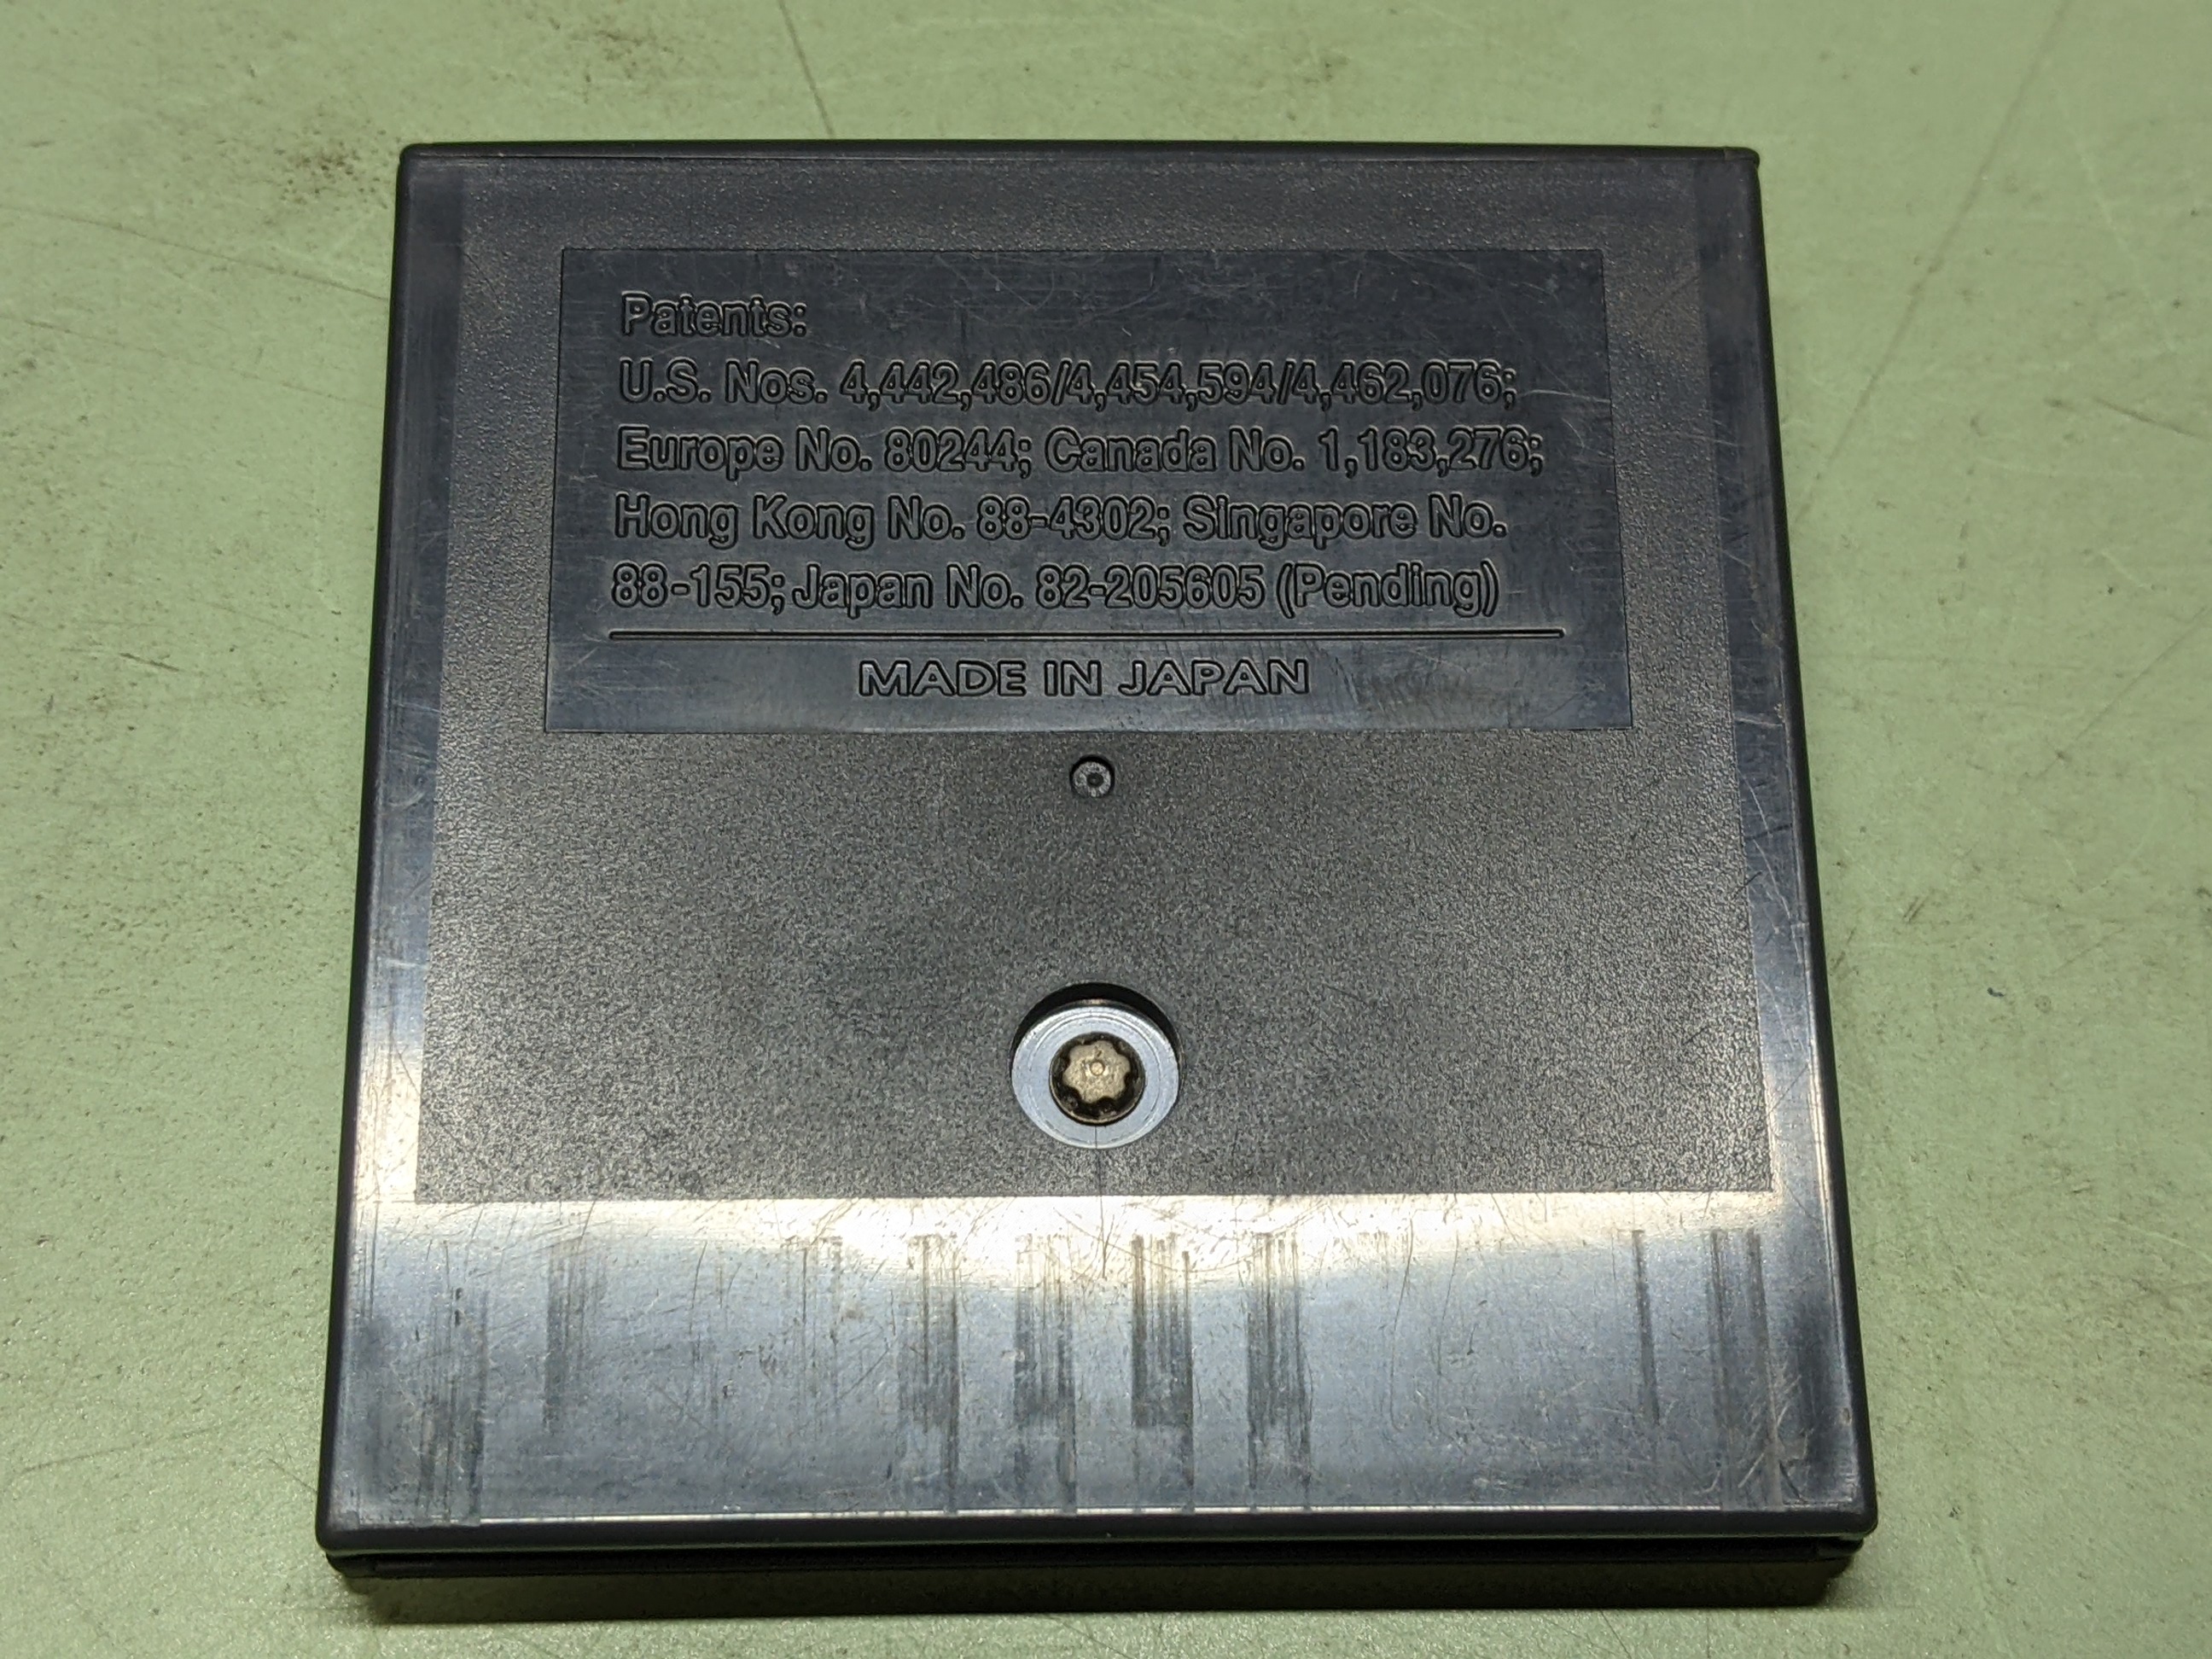 Patents:
U.S. Nos. 4,442,486/4,454,594/4,462,076;
Europe No. 80244; Canada No. 1,183,276;
Hong Kong No. 88-4302; Singapore No.
88-155; Japan No. 82-205605 (Pending)
MADE IN JAPAN